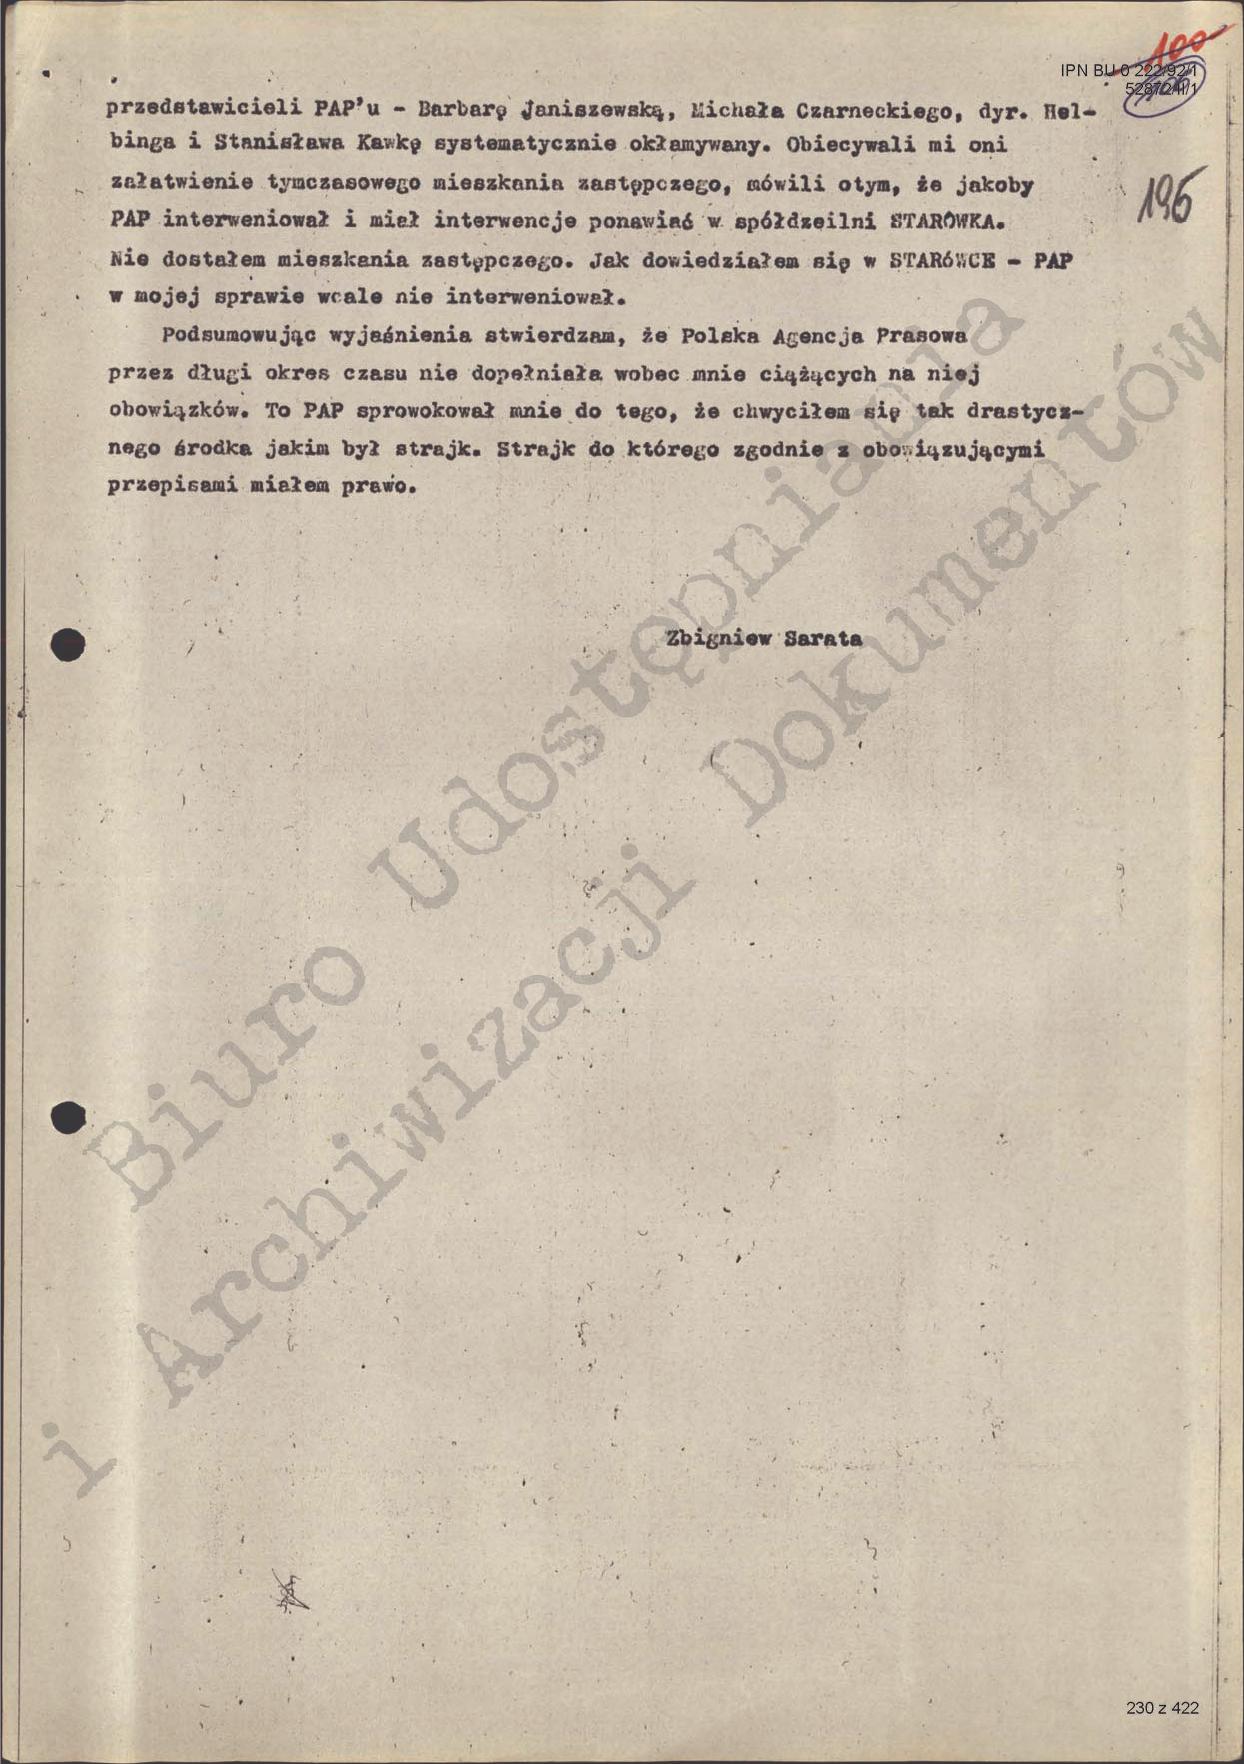 100
IPN BU 0 222/92/1
52872/II/1
przedstawicieli PAP'u - Barbarę Janiszewską, Michała Czarneckiego, dyr. Hel-
binga i Stanisława Kawkę systematycznie okłamywany. Obiecywali mi oni
załatwienie tymczasowego mieszkania zastępczego, mówili otym, że jakoby
196
PAP interweniował i miał interwencje ponawiać w spółdzeilni STARÓWKA.
Nie dostałem mieszkania zastępczego. Jak dowiedziałem się w STARóWCE - PAP
w mojej sprawie wcale nie interweniował.
Podsumowując wyjaśnienia stwierdzam, że Polska Agencja Prasowa
przez długi okres czasu nie dopełniała wobec mnie ciążących na niej
obowiązków. To PAP sprowokował mnie do tego, że chwyciłem się tak drastycz-
nego środka jakim był strajk. Strajk do którego zgodnie z obowiązującymi
przepisami miałem prawo.
Zbigniew Sarata
Biuro Udostępniania
i Archiwizacji Dokumentów
230 z 422